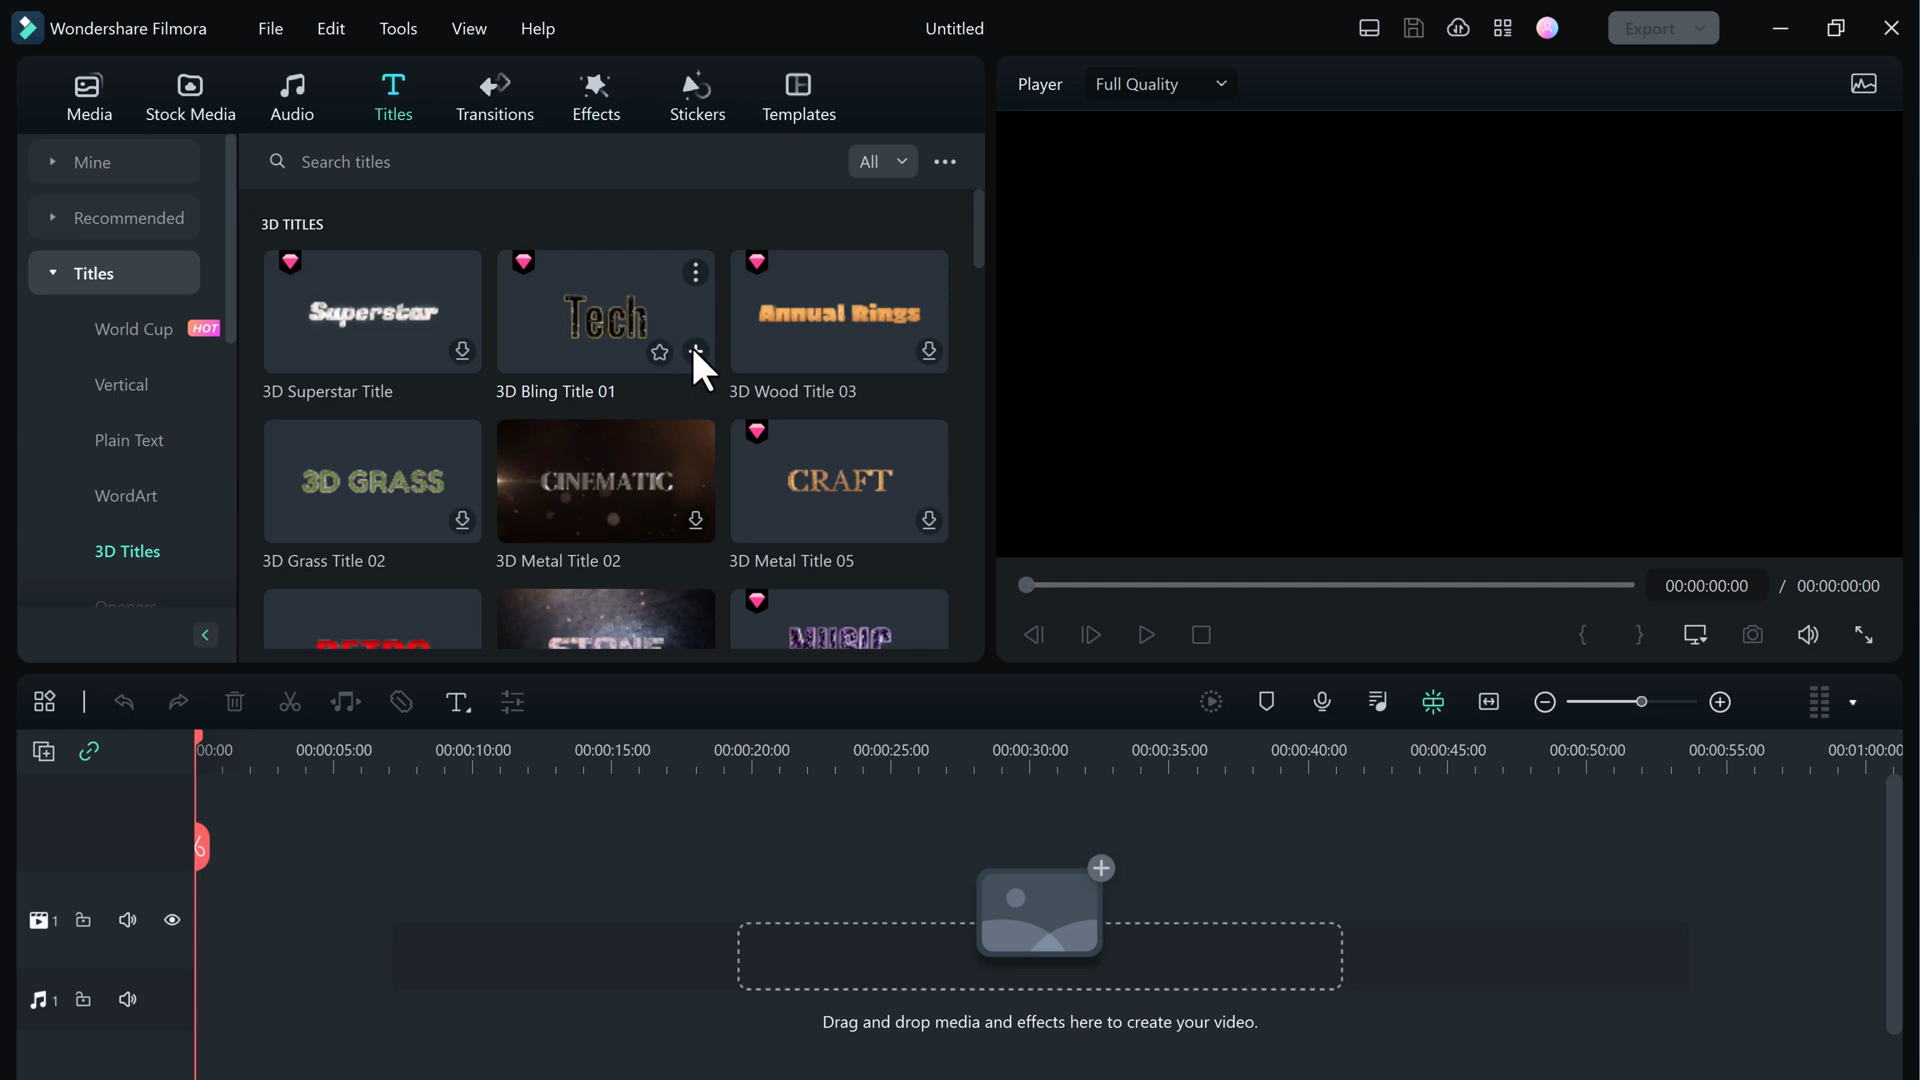 Wondershare Filmora File Edit Tools View Help Untitled Export
Media Stock Media Audio Titles Transitions Effects Stickers Templates
Player Full Quality
Mine
Recommended
Titles
World Cup HOT
Vertical
Plain Text
WordArt
3D Titles
Openers
Search titles All
3D TITLES
Superstar Tech Annual Rings
3D Superstar Title 3D Bling Title 01 3D Wood Title 03
3D GRASS CINEMATIC CRAFT
3D Grass Title 02 3D Metal Title 02 3D Metal Title 05
RETRO STONE MUSIC
00:00:00:00 / 00:00:00:00
00:00 00:00:05:00 00:00:10:00 00:00:15:00 00:00:20:00 00:00:25:00 00:00:30:00 00:00:35:00 00:00:40:00 00:00:45:00 00:00:50:00 00:00:55:00 00:01:00:00
1
1
Drag and drop media and effects here to create your video.